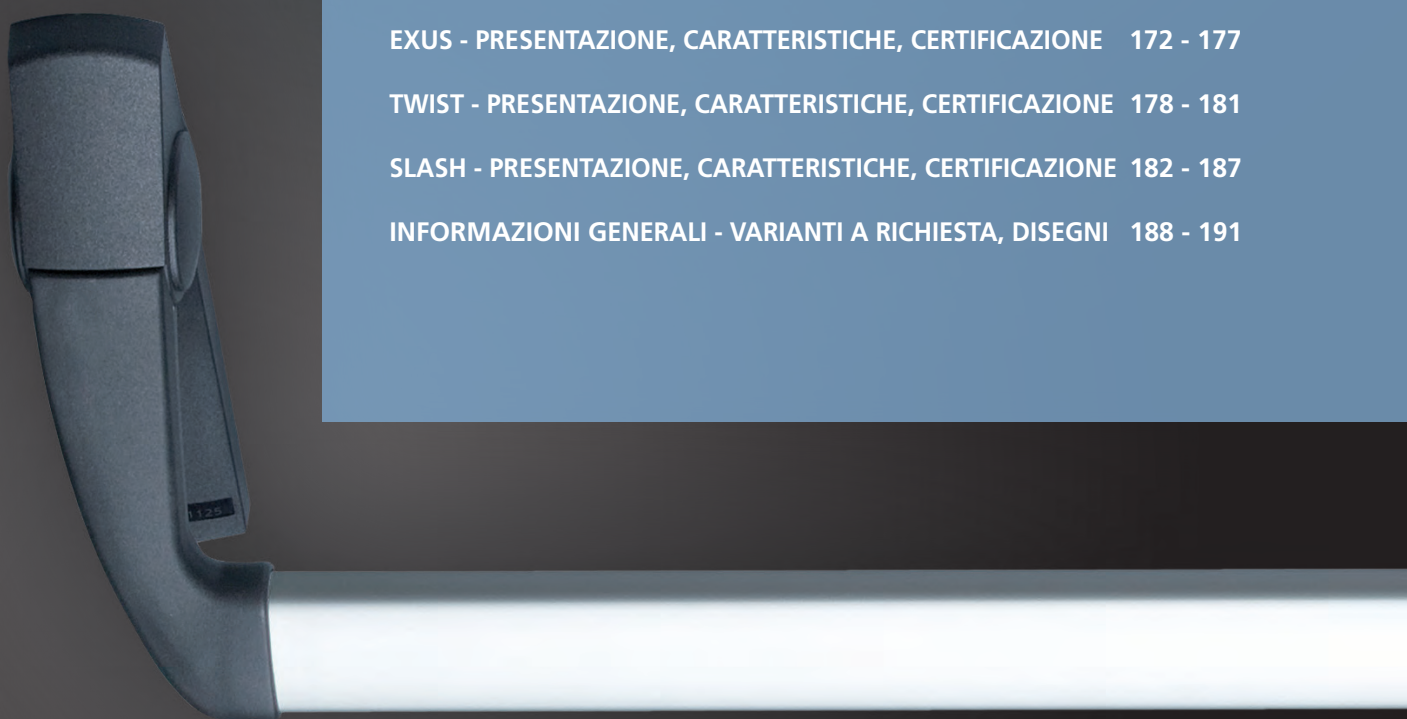 EXUS - PRESENTAZIONE, CARATTERISTICHE, CERTIFICAZIONE 172 - 177
TWIST - PRESENTAZIONE, CARATTERISTICHE, CERTIFICAZIONE 178 - 181
SLASH - PRESENTAZIONE, CARATTERISTICHE, CERTIFICAZIONE 182 - 187
INFORMAZIONI GENERALI - VARIANTI A RICHIESTA, DISEGNI 188 - 191
1125